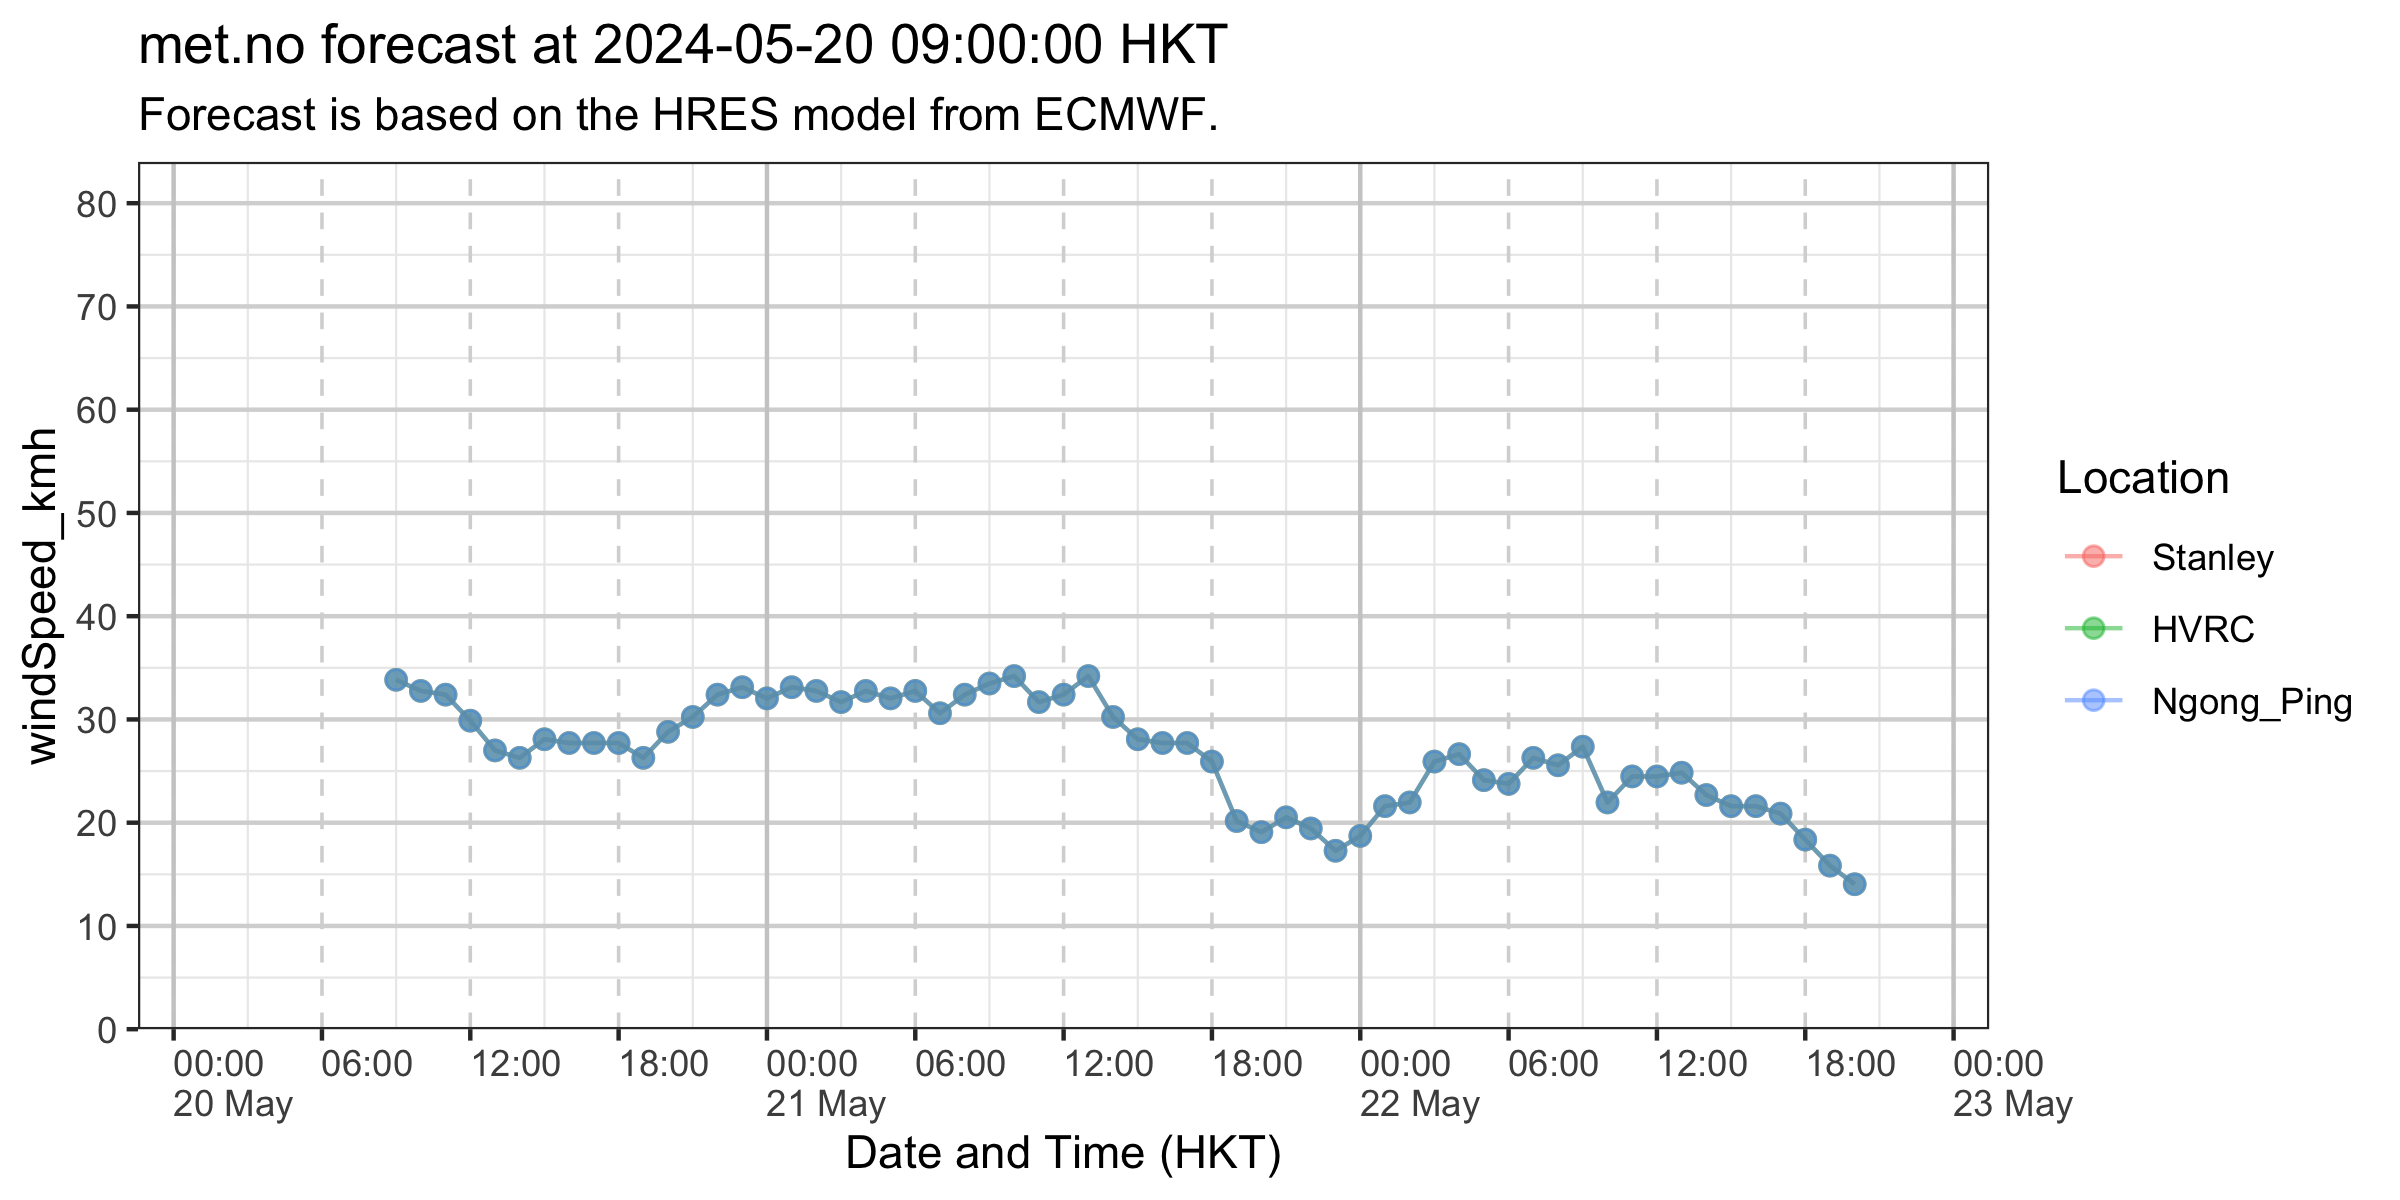 met.no forecast at 2024-05-20 09:00:00 HKT
Forecast is based on the HRES model from ECMWF.
windSpeed_kmh
80
70
60
50
40
30
20
10
0
00:00 06:00 12:00 18:00 00:00 06:00 12:00 18:00 00:00 06:00 12:00 18:00 00:00
20 May 21 May 22 May 23 May
Date and Time (HKT)
Location
Stanley
HVRC
Ngong_Ping